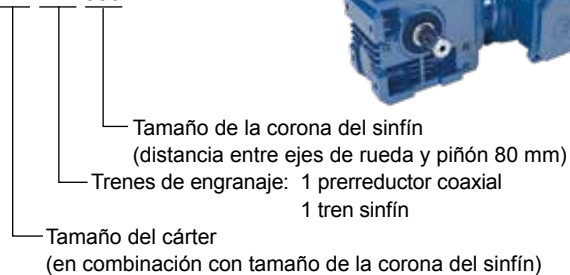 Tamaño de la corona del sinfín
(distancia entre ejes de rueda y piñón 80 mm)
Trenes de engranaje: 1 prerreductor coaxial
1 tren sinfín
Tamaño del cárter
(en combinación con tamaño de la corona del sinfín)